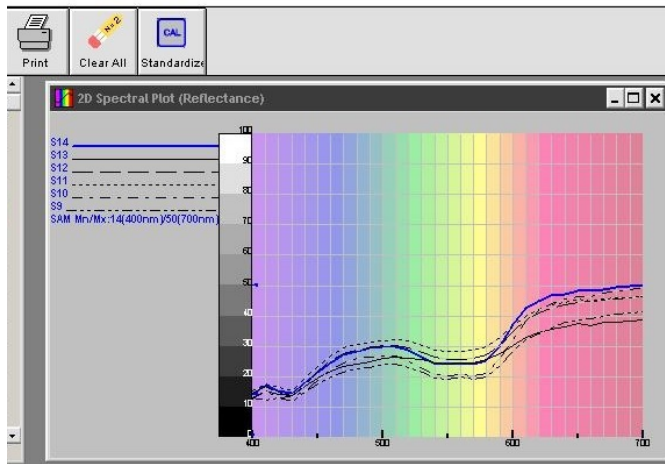 N=2
CAL
Print
Clear All
Standardize
2D Spectral Plot (Reflectance)
S14
S13
S12
S11
S10
S9
SAM Mn/Mx:14(400nm)/50(700nm)
100
90
80
70
60
50
40
30
20
10
0
400
500
600
700